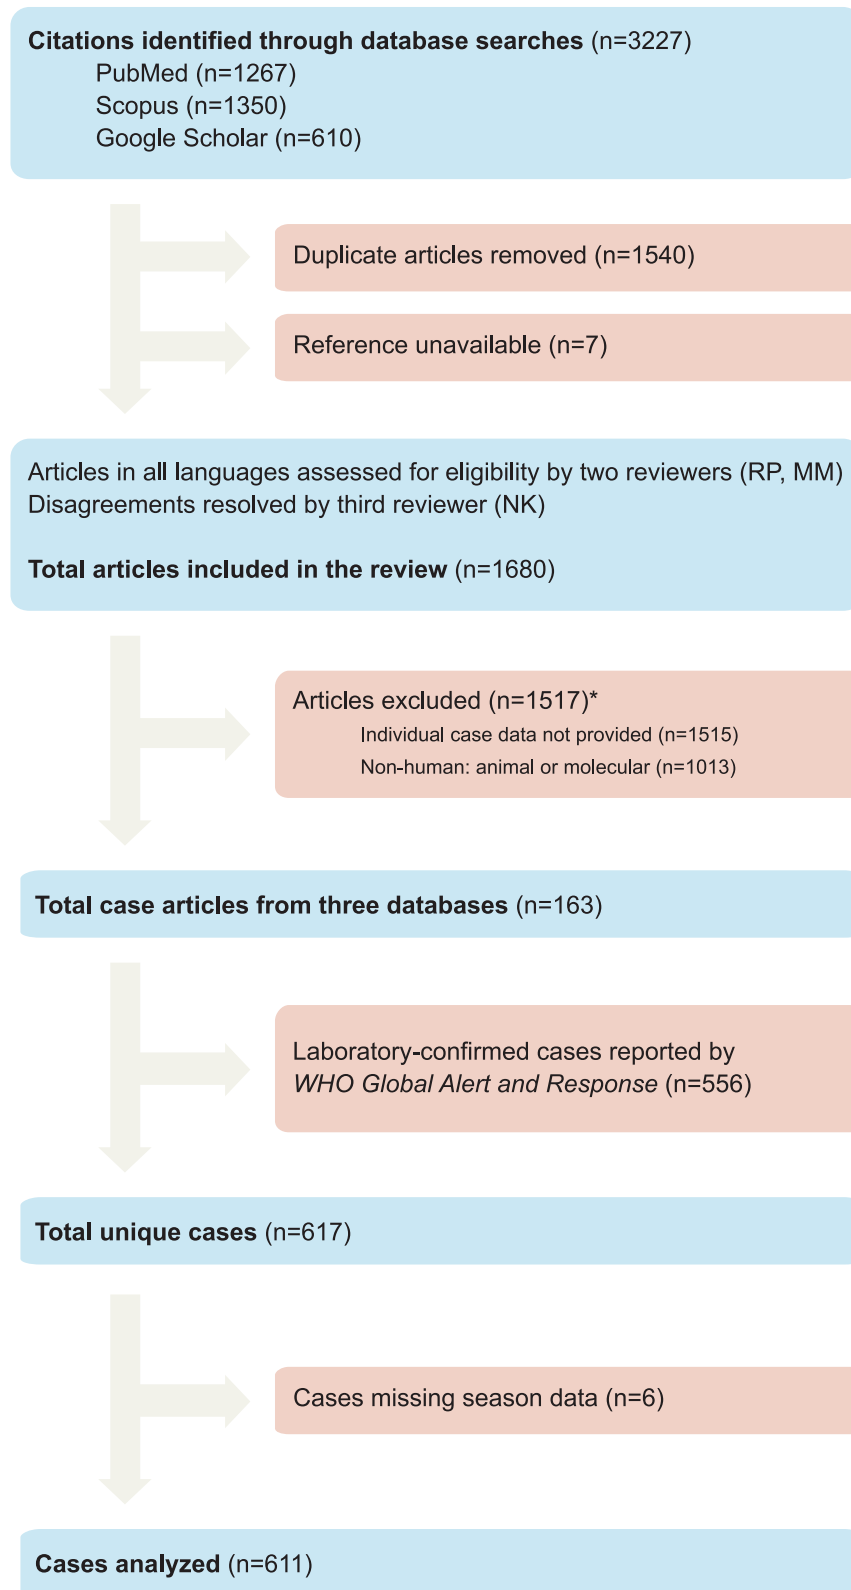 Citations identified through database searches (n=3227)
PubMed (n=1267)
Scopus (n=1350)
Google Scholar (n=610)
Duplicate articles removed (n=1540)
Reference unavailable (n=7)
Articles in all languages assessed for eligibility by two reviewers (RP, MM)
Disagreements resolved by third reviewer (NK)
Total articles included in the review (n=1680)
Articles excluded (n=1517)*
Individual case data not provided (n=1515)
Non-human: animal or molecular (n=1013)
Total case articles from three databases (n=163)
Laboratory-confirmed cases reported by
WHO Global Alert and Response (n=556)
Total unique cases (n=617)
Cases missing season data (n=6)
Cases analyzed (n=611)